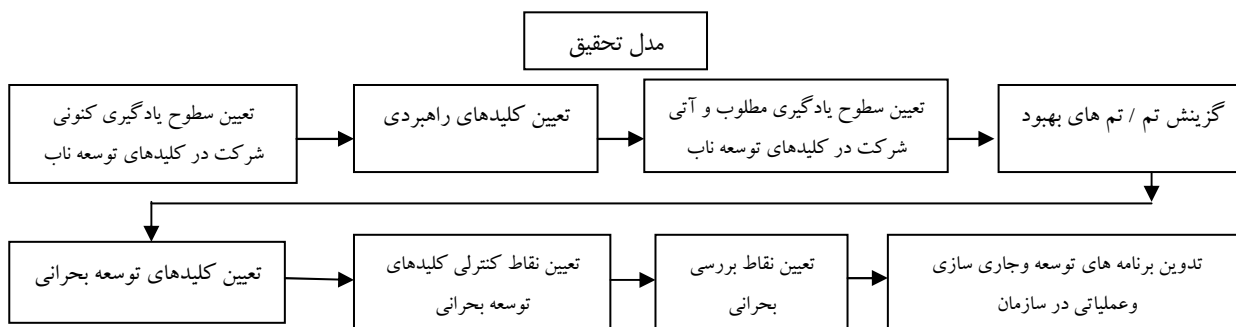 مدل تحقیق
تعیین سطوح یادگیری کنونی
شرکت در کلیدهای توسعه ناب
تعیین کلیدهای راهبردی
تعیین سطوح یادگیری مطلوب و آتی
شرکت در کلیدهای توسعه ناب
گزینش تم / تم های بهبود
تعیین کلیدهای توسعه بحرانی
تعیین نقاط کنترلی کلیدهای
توسعه بحرانی
تعیین نقاط بررسی
بحرانی
تدوین برنامه های توسعه وجاری سازی
وعملیاتی در سازمان